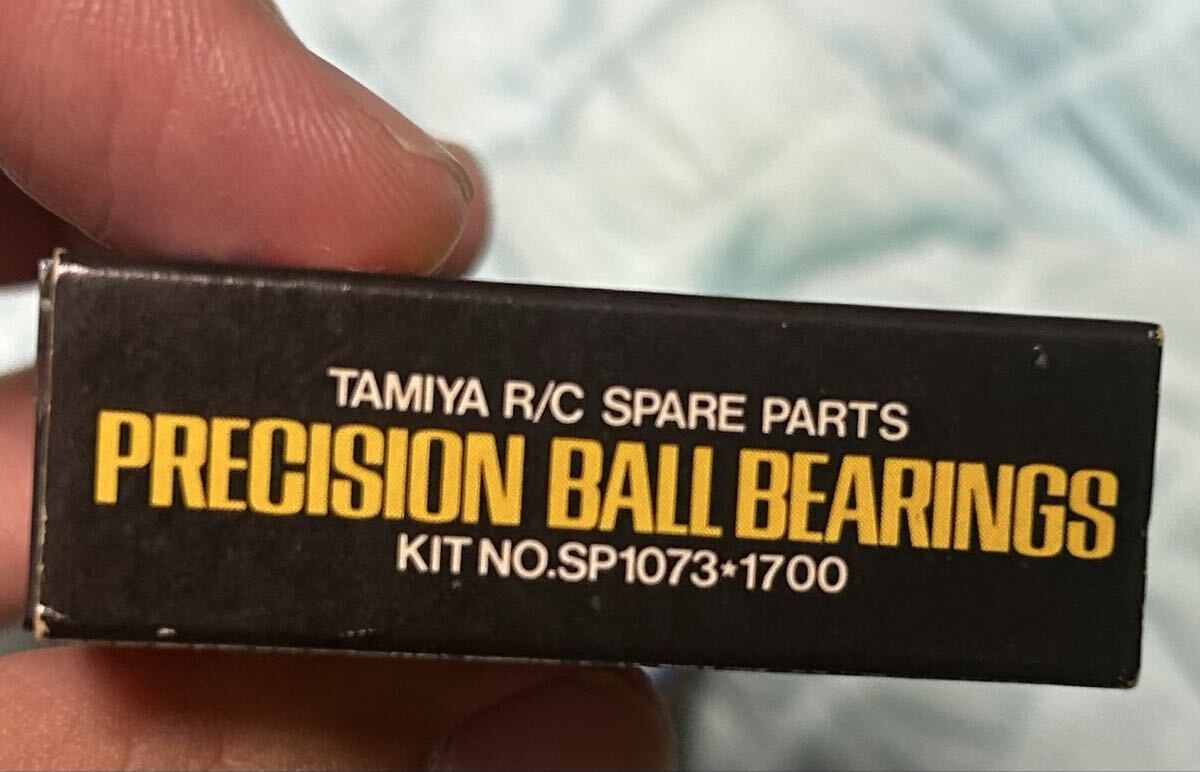 TAMIYA R/C SPARE PARTS
PRECISION BALL BEARINGS
KIT NO.SP1073★1700